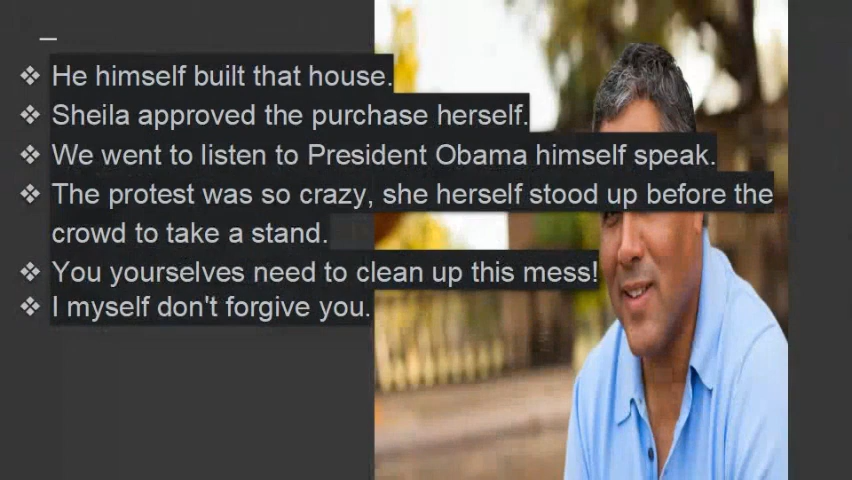 ❖ He himself built that house.
❖ Sheila approved the purchase herself.
❖ We went to listen to President Obama himself speak.
❖ The protest was so crazy, she herself stood up before the
crowd to take a stand.
❖ You yourselves need to clean up this mess!
❖ I myself don't forgive you.